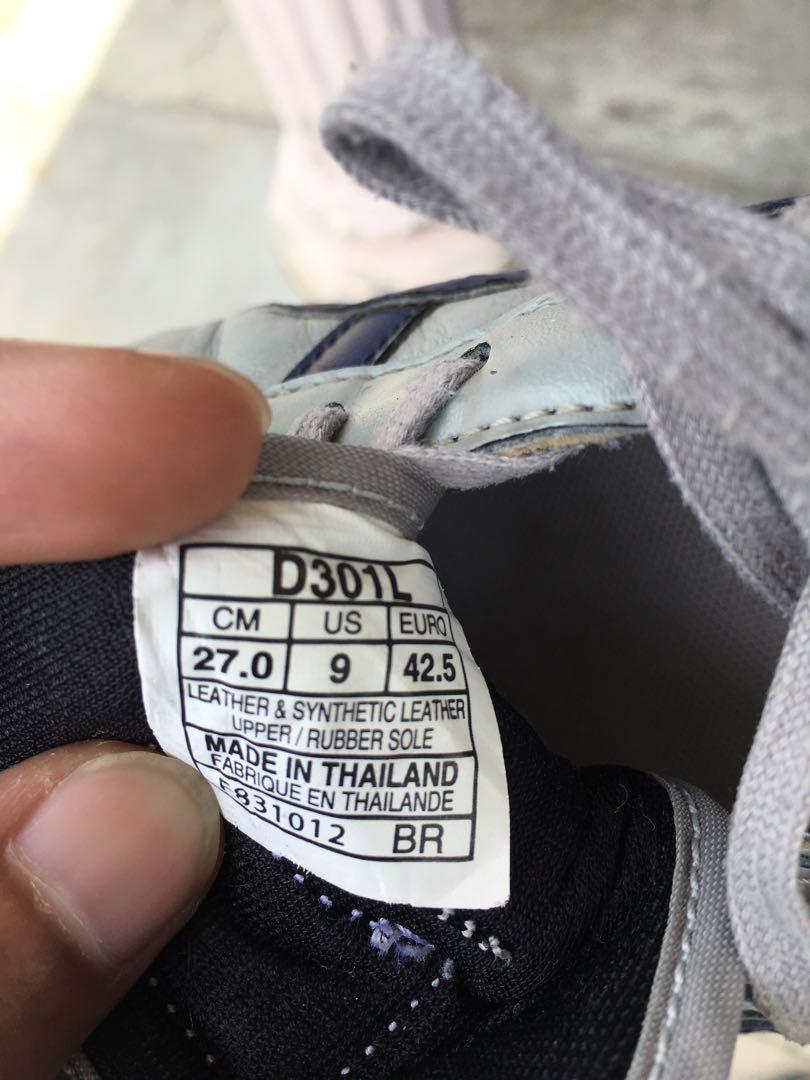 D301L
CM US EURO
27.0 9 42.5
LEATHER & SYNTHETIC LEATHER
UPPER / RUBBER SOLE
MADE IN THAILAND
FABRIQUE EN THAILANDE
E831012 BR